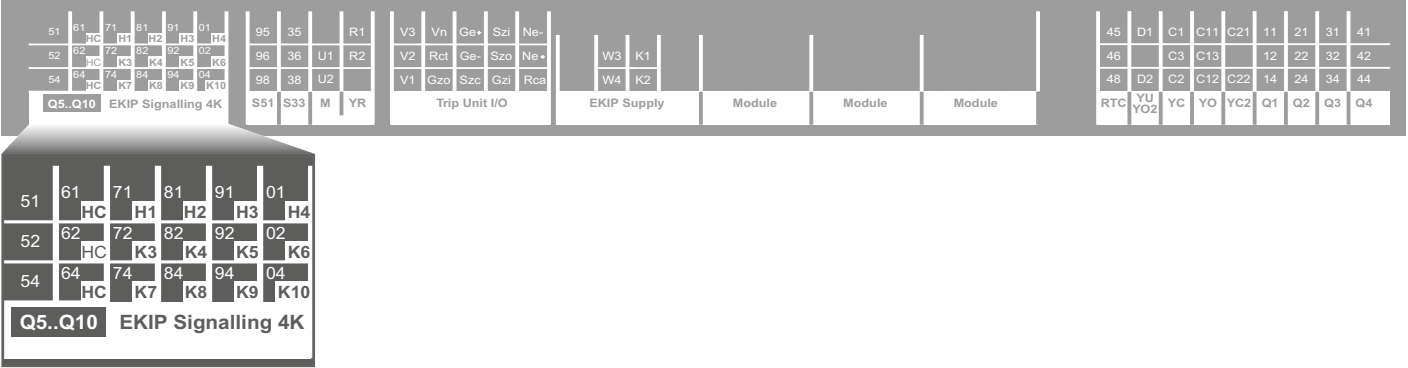 51 61 HC 71 H1 81 H2 91 H3 01 H4 95 35 R1 V3 Vn Ge+ Szi Ne- 45 D1 C1 C11 C21 11 21 31 41
52 62 HC 72 K3 82 K4 92 K5 02 K6 96 36 U1 R2 V2 Rct Ge- Szo Ne+ W3 K1 46 C3 C13 12 22 32 42
54 64 HC 74 K7 84 K8 94 K9 04 K10 98 38 U2 V1 Gzo Szc Gzi Rca W4 K2 48 D2 C2 C12 C22 14 24 34 44
Q5..Q10 EKIP Signalling 4K S51 S33 M YR Trip Unit I/O EKIP Supply Module Module Module RTC YU YO2 YC YO YC2 Q1 Q2 Q3 Q4
51 61 HC 71 H1 81 H2 91 H3 01 H4
52 62 HC 72 K3 82 K4 92 K5 02 K6
54 64 HC 74 K7 84 K8 94 K9 04 K10
Q5..Q10 EKIP Signalling 4K